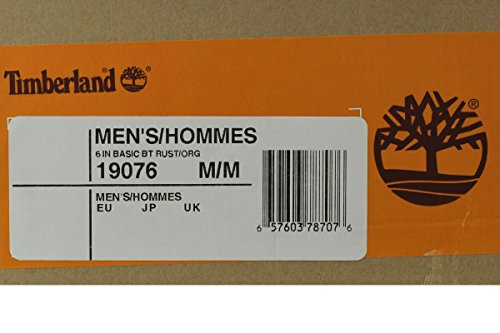 Timberland ®
®
MEN'S/HOMMES
6 IN BASIC BT RUST/ORG
19076 M/M
MEN'S/HOMMES
EU JP UK
6 57603 78707 6